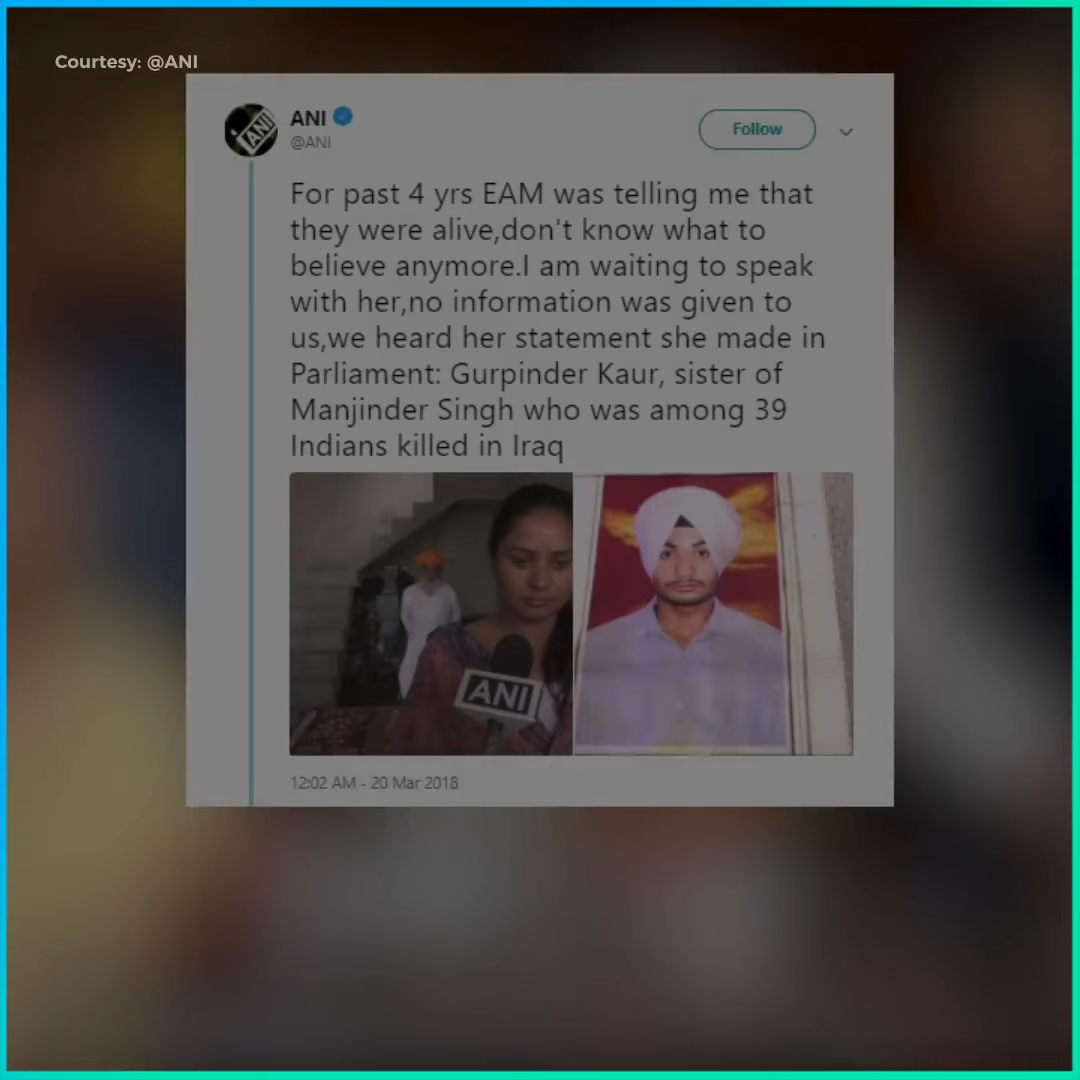 Courtesy: @ANI
ANI
@ANI
Follow
For past 4 yrs EAM was telling me that
they were alive,don't know what to
believe anymore.I am waiting to speak
with her,no information was given to
us,we heard her statement she made in
Parliament: Gurpinder Kaur, sister of
Manjinder Singh who was among 39
Indians killed in Iraq
ANI
12:02 AM - 20 Mar 2018